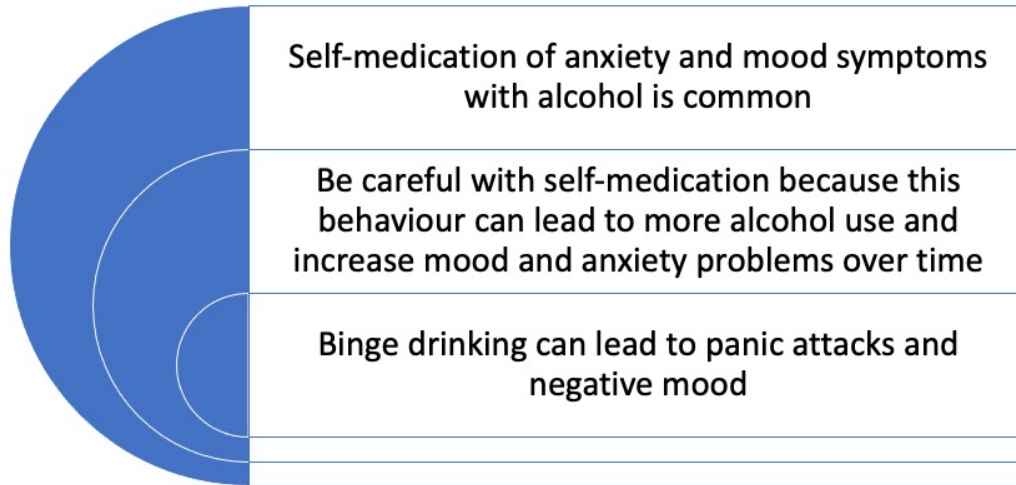 Self-medication of anxiety and mood symptoms
with alcohol is common
Be careful with self-medication because this
behaviour can lead to more alcohol use and
increase mood and anxiety problems over time
Binge drinking can lead to panic attacks and
negative mood